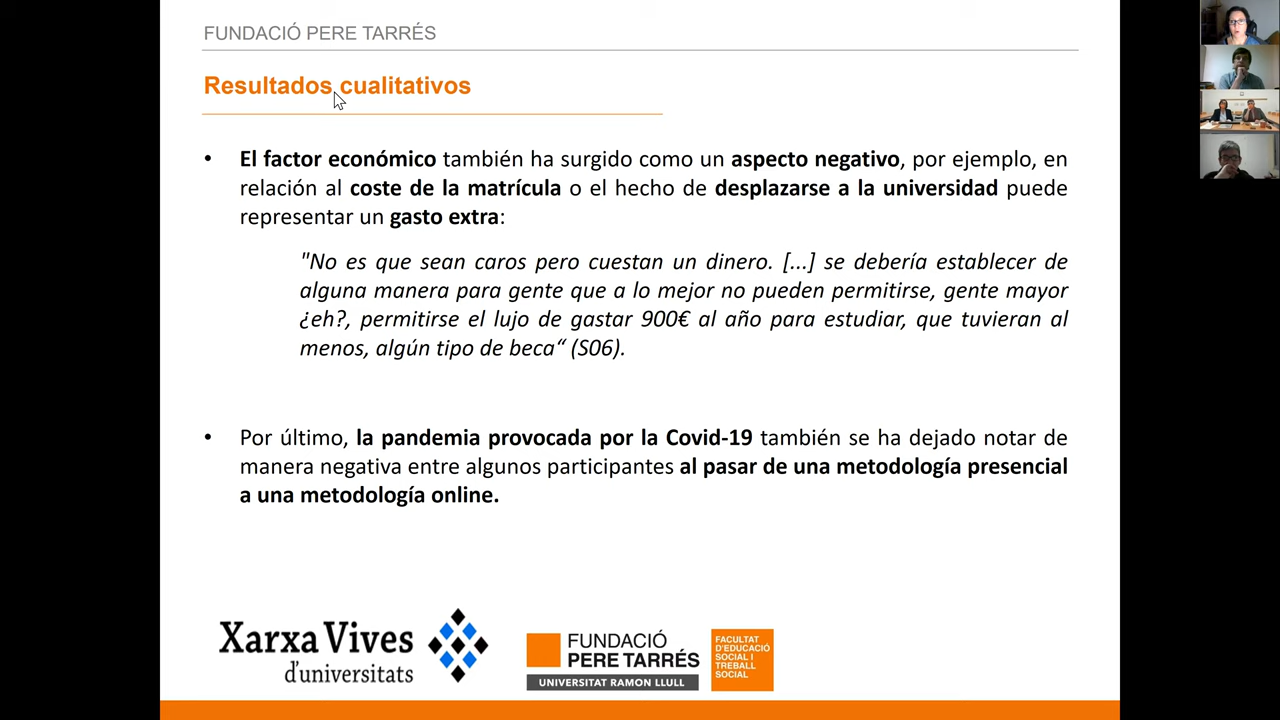 FUNDACIÓ PERE TARRÉS
Resultados cualitativos
• El factor económico también ha surgido como un aspecto negativo, por ejemplo, en
relación al coste de la matrícula o el hecho de desplazarse a la universidad puede
representar un gasto extra:
"No es que sean caros pero cuestan un dinero. [...] se debería establecer de
alguna manera para gente que a lo mejor no pueden permitirse, gente mayor
¿eh?, permitirse el lujo de gastar 900€ al año para estudiar, que tuvieran al
menos, algún tipo de beca“ (S06).
• Por último, la pandemia provocada por la Covid-19 también se ha dejado notar de
manera negativa entre algunos participantes al pasar de una metodología presencial
a una metodología online.
Xarxa Vives
d'universitats
FUNDACIÓ
PERE TARRÉS
UNIVERSITAT RAMON LLULL
FACULTAT
D'EDUCACIÓ
SOCIAL I
TREBALL
SOCIAL